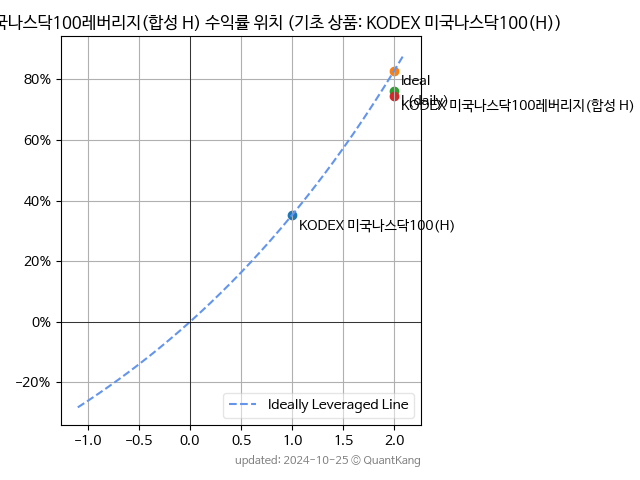 국나스닥100레버리지(합성 H) 수익률 위치 (기초 상품: KODEX 미국나스닥100(H))
80%
60%
40%
20%
0%
−20%
Ideal
(daily)
KODEX 미국나스닥100레버리지(합성 H)
KODEX 미국나스닥100(H)
Ideally Leveraged Line
−1.0 −0.5 0.0 0.5 1.0 1.5 2.0
updated: 2024-10-25 © QuantKang